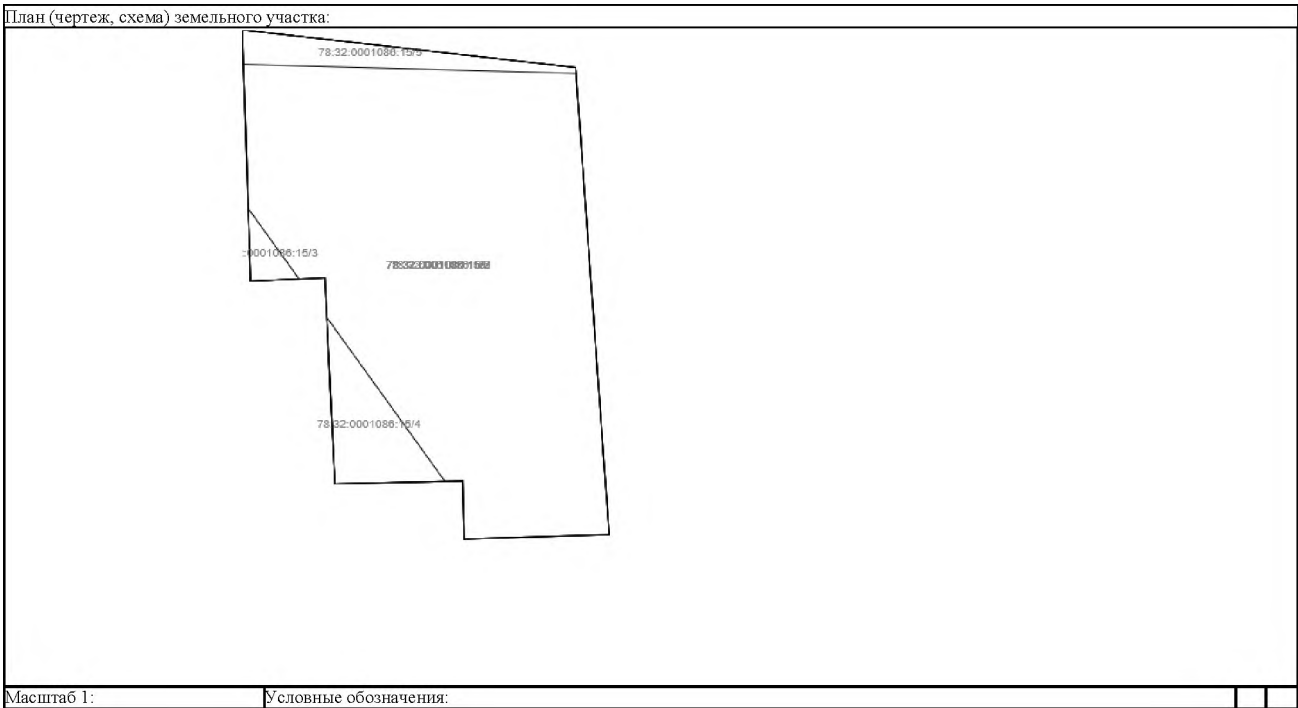 План (чертеж, схема) земельного участка:
78:32:0001086:15/5
:0001086:15/3
78:32:0001086:15/4
Масштаб 1: Условные обозначения: